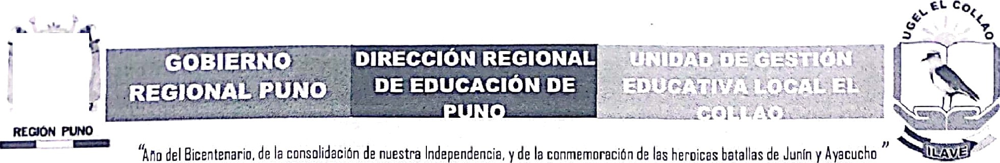 REGIÓN PUNO
GOBIERNO
REGIONAL PUNO
DIRECCIÓN REGIONAL
DE EDUCACIÓN DE
PUNO
UNIDAD DE GESTIÓN
EDUCATIVA LOCAL EL
COLLAO
UGEL EL COLLAO
ILAVE
“Año del Bicentenario, de la consolidación de nuestra Independencia, y de la conmemoración de las heroicas batallas de Junín y Ayacucho ”